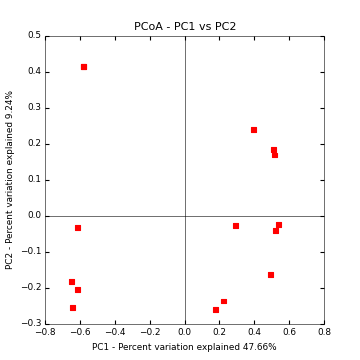 PCoA - PC1 vs PC2
0.5
0.4
0.3
0.2
0.1
0.0
−0.1
−0.2
−0.3
PC2 - Percent variation explained 9.24%
−0.8 −0.6 −0.4 −0.2 0.0 0.2 0.4 0.6 0.8
PC1 - Percent variation explained 47.66%